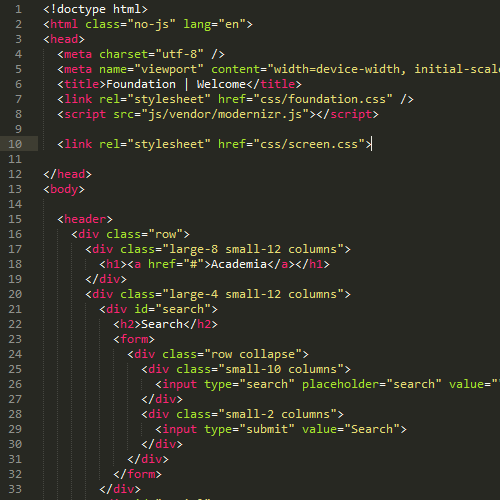 1 <!doctype html>
2 <html class="no-js" lang="en">
3 <head>
4 <meta charset="utf-8" />
5 <meta name="viewport" content="width=device-width, initial-scale
6 <title>Foundation | Welcome</title>
7 <link rel="stylesheet" href="css/foundation.css" />
8 <script src="js/vendor/modernizr.js"></script>
9
10 <link rel="stylesheet" href="css/screen.css">
11
12 </head>
13 <body>
14
15 <header>
16 <div class="row">
17 <div class="large-8 small-12 columns">
18 <h1><a href="#">Academia</a></h1>
19 </div>
20 <div class="large-4 small-12 columns">
21 <div id="search">
22 <h2>Search</h2>
23 <form>
24 <div class="row collapse">
25 <div class="small-10 columns">
26 <input type="search" placeholder="search" value=""
27 </div>
28 <div class="small-2 columns">
29 <input type="submit" value="Search">
30 </div>
31 </div>
32 </form>
33 </div>